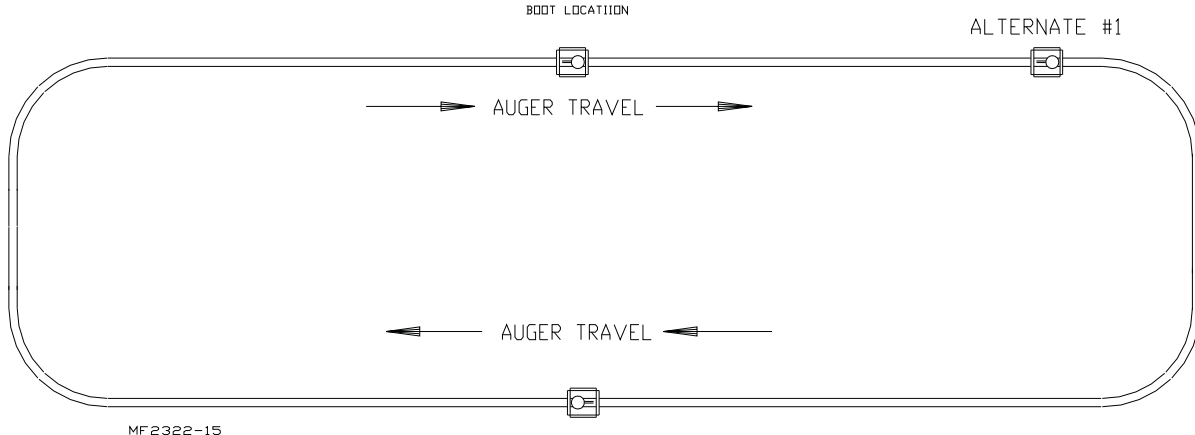 BOOT LOCATIION
ALTERNATE #1
AUGER TRAVEL
AUGER TRAVEL
MF2322-15